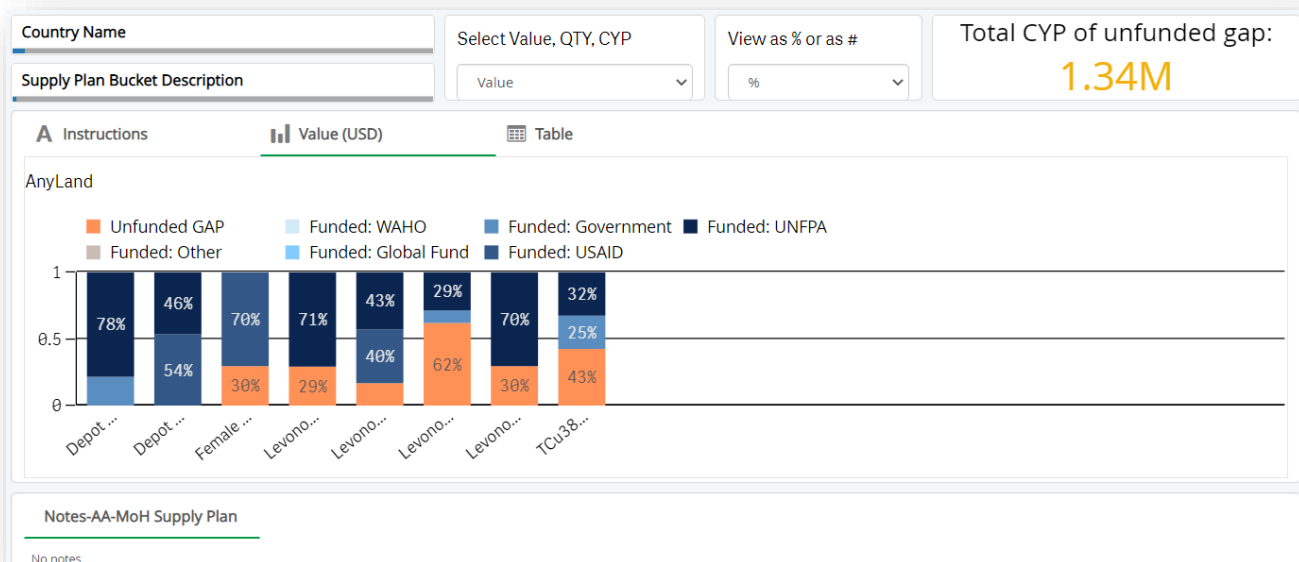 Country Name
Select Value, QTY, CYP
View as % or as #
Total CYP of unfunded gap:
Value
%
1.34M
Supply Plan Bucket Description
Instructions
Value (USD)
Table
AnyLand
Unfunded GAP
Funded: WAHO
Funded: Government
Funded: UNFPA
Funded: Other
Funded: Global Fund
Funded: USAID
1
0.5
0
78%
46%
54%
70%
30%
71%
29%
43%
40%
29%
62%
70%
30%
32%
25%
43%
Depot ...
Depot ...
Female ...
Levono...
Levono...
Levono...
Levono...
TCu38...
Notes-AA-MoH Supply Plan
No notes